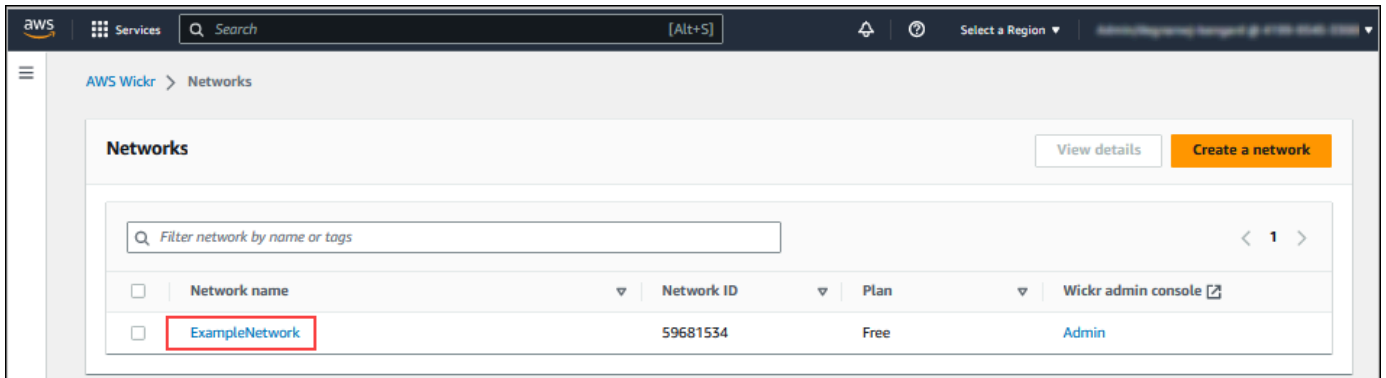 aws Services Search [Alt+S] Select a Region
AWS Wickr > Networks
Networks View details Create a network
Filter network by name or tags < 1 >
Network name Network ID Plan Wickr admin console
ExampleNetwork 59681534 Free Admin